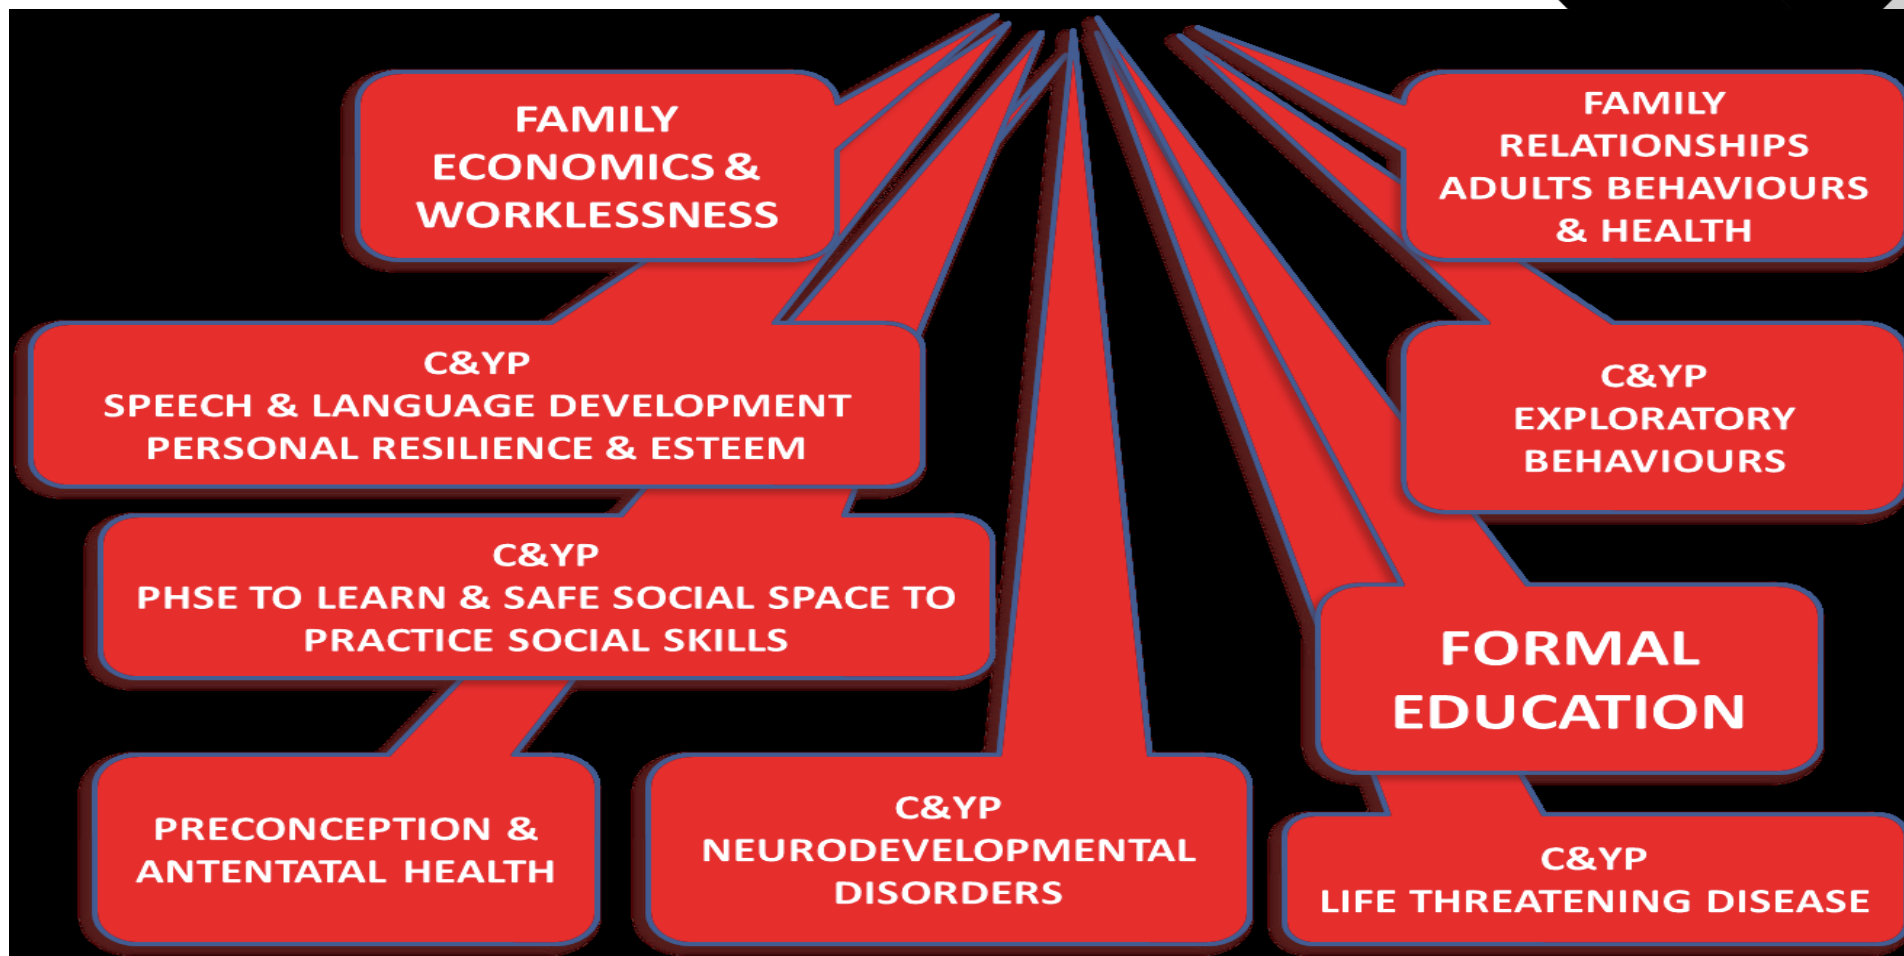 FAMILY
ECONOMICS &
WORKLESSNESS
FAMILY
RELATIONSHIPS
ADULTS BEHAVIOURS
& HEALTH
C&YP
SPEECH & LANGUAGE DEVELOPMENT
PERSONAL RESILIENCE & ESTEEM
C&YP
EXPLORATORY
BEHAVIOURS
C&YP
PHSE TO LEARN & SAFE SOCIAL SPACE TO
PRACTICE SOCIAL SKILLS
FORMAL
EDUCATION
PRECONCEPTION &
ANTENTATAL HEALTH
C&YP
NEURODEVELOPMENTAL
DISORDERS
C&YP
LIFE THREATENING DISEASE